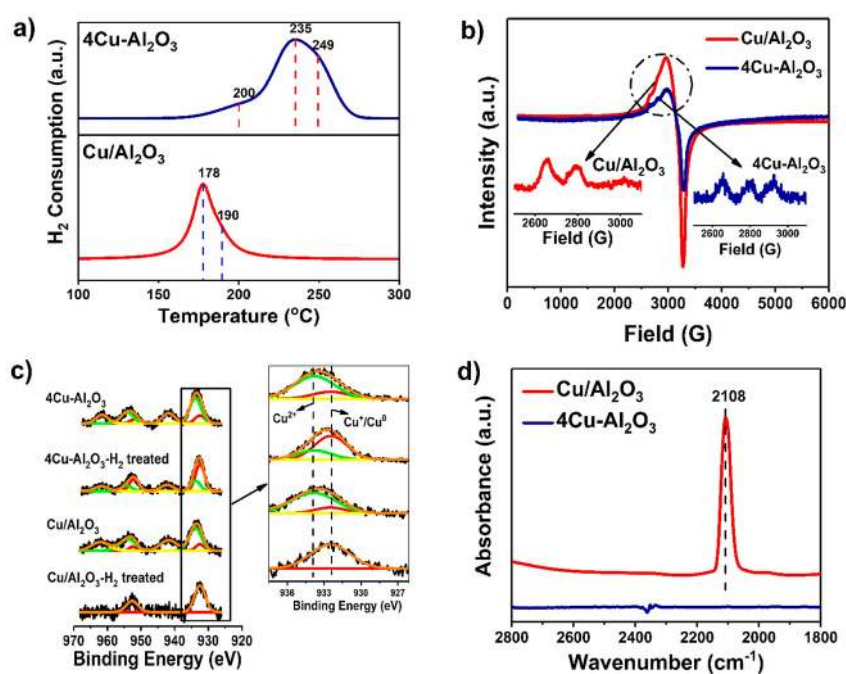 a)
4Cu-Al₂O₃
235
249
200
Cu/Al₂O₃
178
190
H₂ Consumption (a.u.)
100 150 200 250 300
Temperature (°C)
b)
Cu/Al₂O₃
4Cu-Al₂O₃
Cu/Al₂O₃
4Cu-Al₂O₃
2600 2800 3000
Field (G)
2600 2800 3000
Field (G)
Intensity (a.u.)
0 1000 2000 3000 4000 5000 6000
Field (G)
c)
4Cu-Al₂O₃
4Cu-Al₂O₃-H₂ treated
Cu/Al₂O₃
Cu/Al₂O₃-H₂ treated
970 960 950 940 930 920
Binding Energy (eV)
Cu²⁺
Cu⁺/Cu⁰
936 933 930 927
Binding Energy (eV)
d)
Cu/Al₂O₃
4Cu-Al₂O₃
2108
Absorbance (a.u.)
2800 2600 2400 2200 2000 1800
Wavenumber (cm⁻¹)